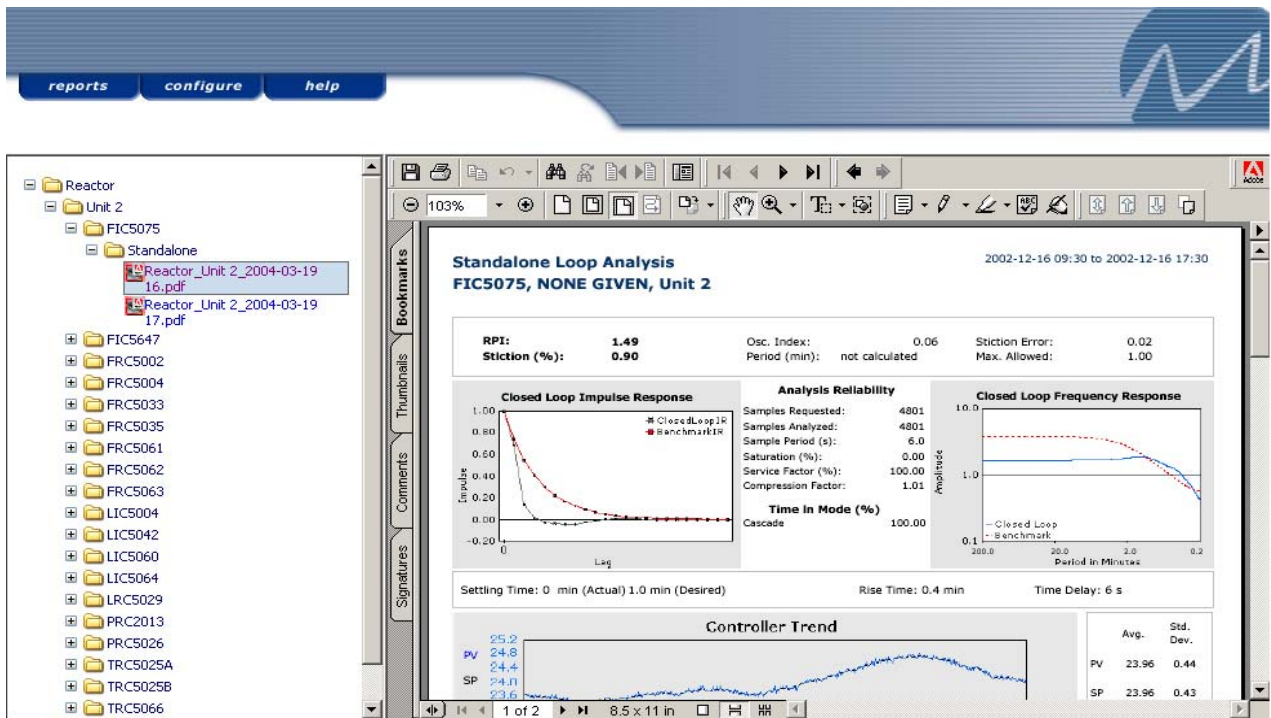 reports configure help
Reactor
Unit 2
FIC5075
Standalone
Reactor_Unit 2_2004-03-19
16.pdf
Reactor_Unit 2_2004-03-19
17.pdf
FIC5647
FRC5002
FRC5004
FRC5033
FRC5035
FRC5061
FRC5062
FRC5063
LIC5004
LIC5042
LIC5060
LIC5064
LRC5029
PRC2013
PRC5026
TRC5025A
TRC5025B
TRC5066
Adobe
103%
Bookmarks
Thumbnails
Comments
Signatures
Standalone Loop Analysis
2002-12-16 09:30 to 2002-12-16 17:30
FIC5075, NONE GIVEN, Unit 2
RPI: 1.49 Osc. Index: 0.06 Stiction Error: 0.02
Stiction (%): 0.90 Period (min): not calculated Max. Allowed: 1.00
Closed Loop Impulse Response
1.00
0.80
0.60
0.40
0.20
0.00
-0.20
Impulse
ClosedLoopIR
BenchmarkIR
0
Lag
Analysis Reliability
Samples Requested: 4801
Samples Analyzed: 4801
Sample Period (s): 6.0
Saturation (%): 0.00
Service Factor (%): 100.00
Compression Factor: 1.01
Time in Mode (%)
Cascade 100.00
Closed Loop Frequency Response
10.0
1.0
0.1
Amplitude
Closed Loop
Benchmark
200.0 20.0 2.0 0.2
Period in Minutes
Settling Time: 0 min (Actual) 1.0 min (Desired) Rise Time: 0.4 min Time Delay: 6 s
Controller Trend
25.2
PV 24.8
24.4
SP 24.0
23.6
Avg. Std. Dev.
PV 23.96 0.44
SP 23.96 0.43
1 of 2 8.5 x 11 in